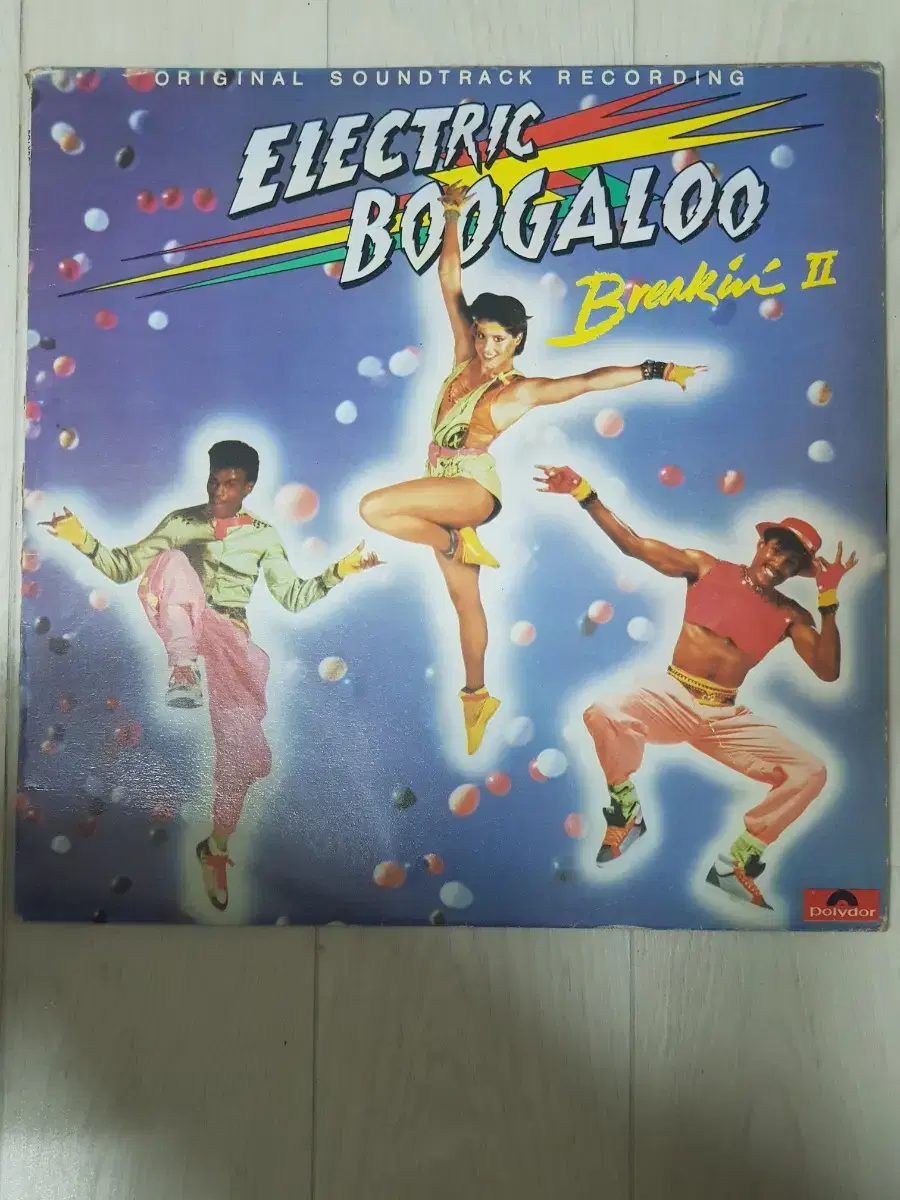 ORIGINAL SOUNDTRACK RECORDING
ELECTRIC
BOOGALOO
Breakin' II
polydor